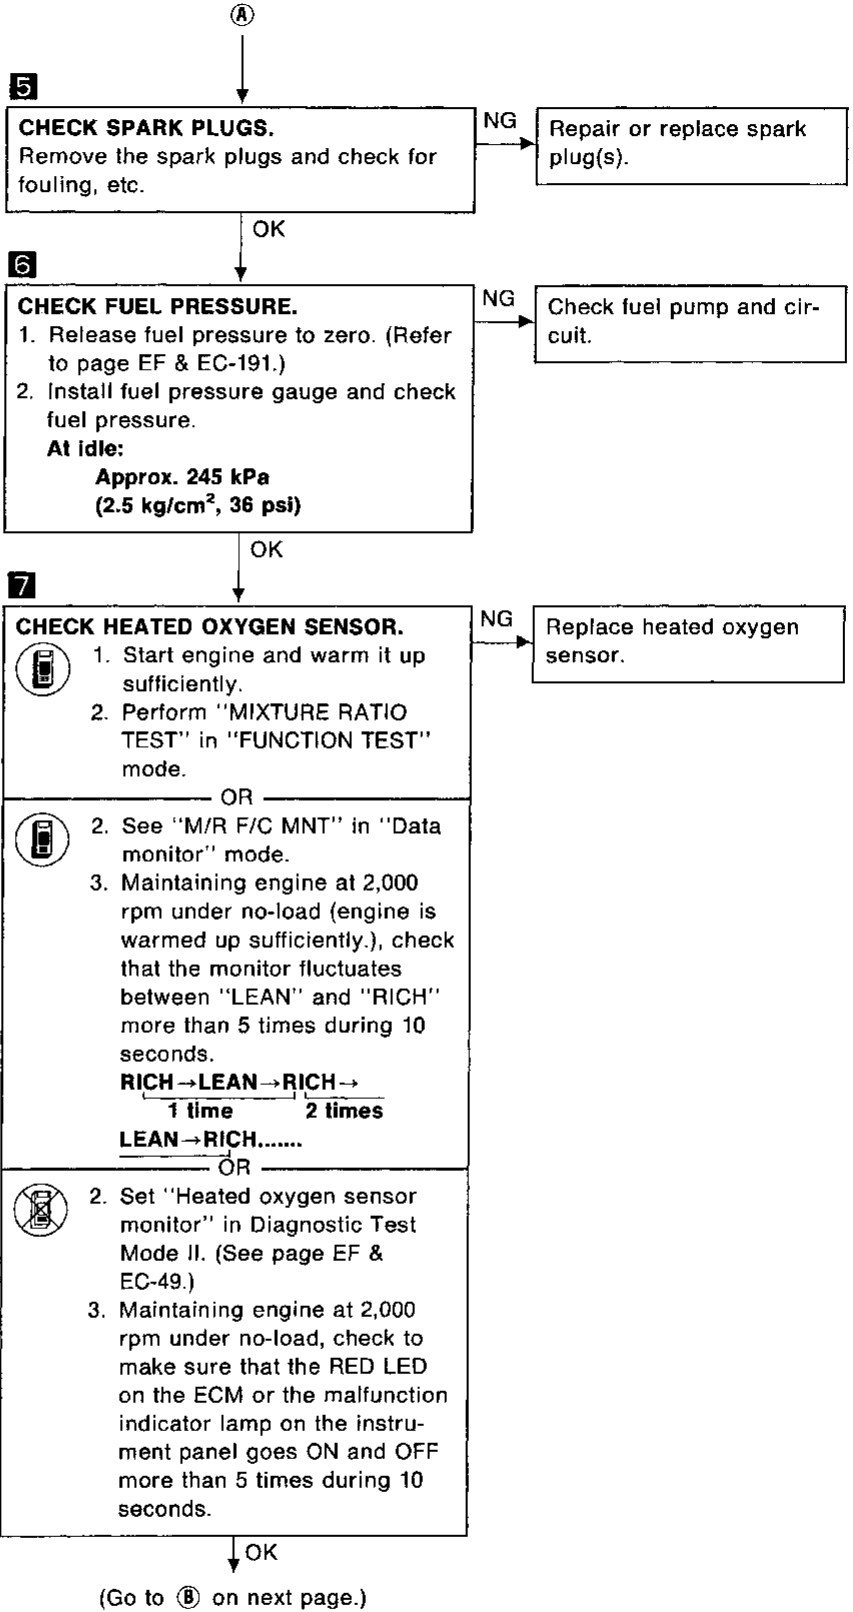 A
5
CHECK SPARK PLUGS.
Remove the spark plugs and check for
fouling, etc.
NG
Repair or replace spark
plug(s).
OK
6
CHECK FUEL PRESSURE.
1. Release fuel pressure to zero. (Refer
to page EF & EC-191.)
2. Install fuel pressure gauge and check
fuel pressure.
At idle:
Approx. 245 kPa
(2.5 kg/cm², 36 psi)
NG
Check fuel pump and cir-
cuit.
OK
7
CHECK HEATED OXYGEN SENSOR.
1. Start engine and warm it up
sufficiently.
2. Perform "MIXTURE RATIO
TEST" in "FUNCTION TEST"
mode.
NG
Replace heated oxygen
sensor.
OR
2. See "M/R F/C MNT" in "Data
monitor" mode.
3. Maintaining engine at 2,000
rpm under no-load (engine is
warmed up sufficiently.), check
that the monitor fluctuates
between "LEAN" and "RICH"
more than 5 times during 10
seconds.
RICH→LEAN→RICH→
1 time 2 times
LEAN→RICH.......
OR
2. Set "Heated oxygen sensor
monitor" in Diagnostic Test
Mode II. (See page EF &
EC-49.)
3. Maintaining engine at 2,000
rpm under no-load, check to
make sure that the RED LED
on the ECM or the malfunction
indicator lamp on the instru-
ment panel goes ON and OFF
more than 5 times during 10
seconds.
OK
(Go to B on next page.)